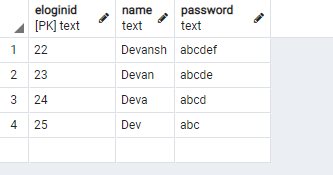 eloginid name password
[PK] text text text
1 22 Devansh abcdef
2 23 Devan abcde
3 24 Deva abcd
4 25 Dev abc